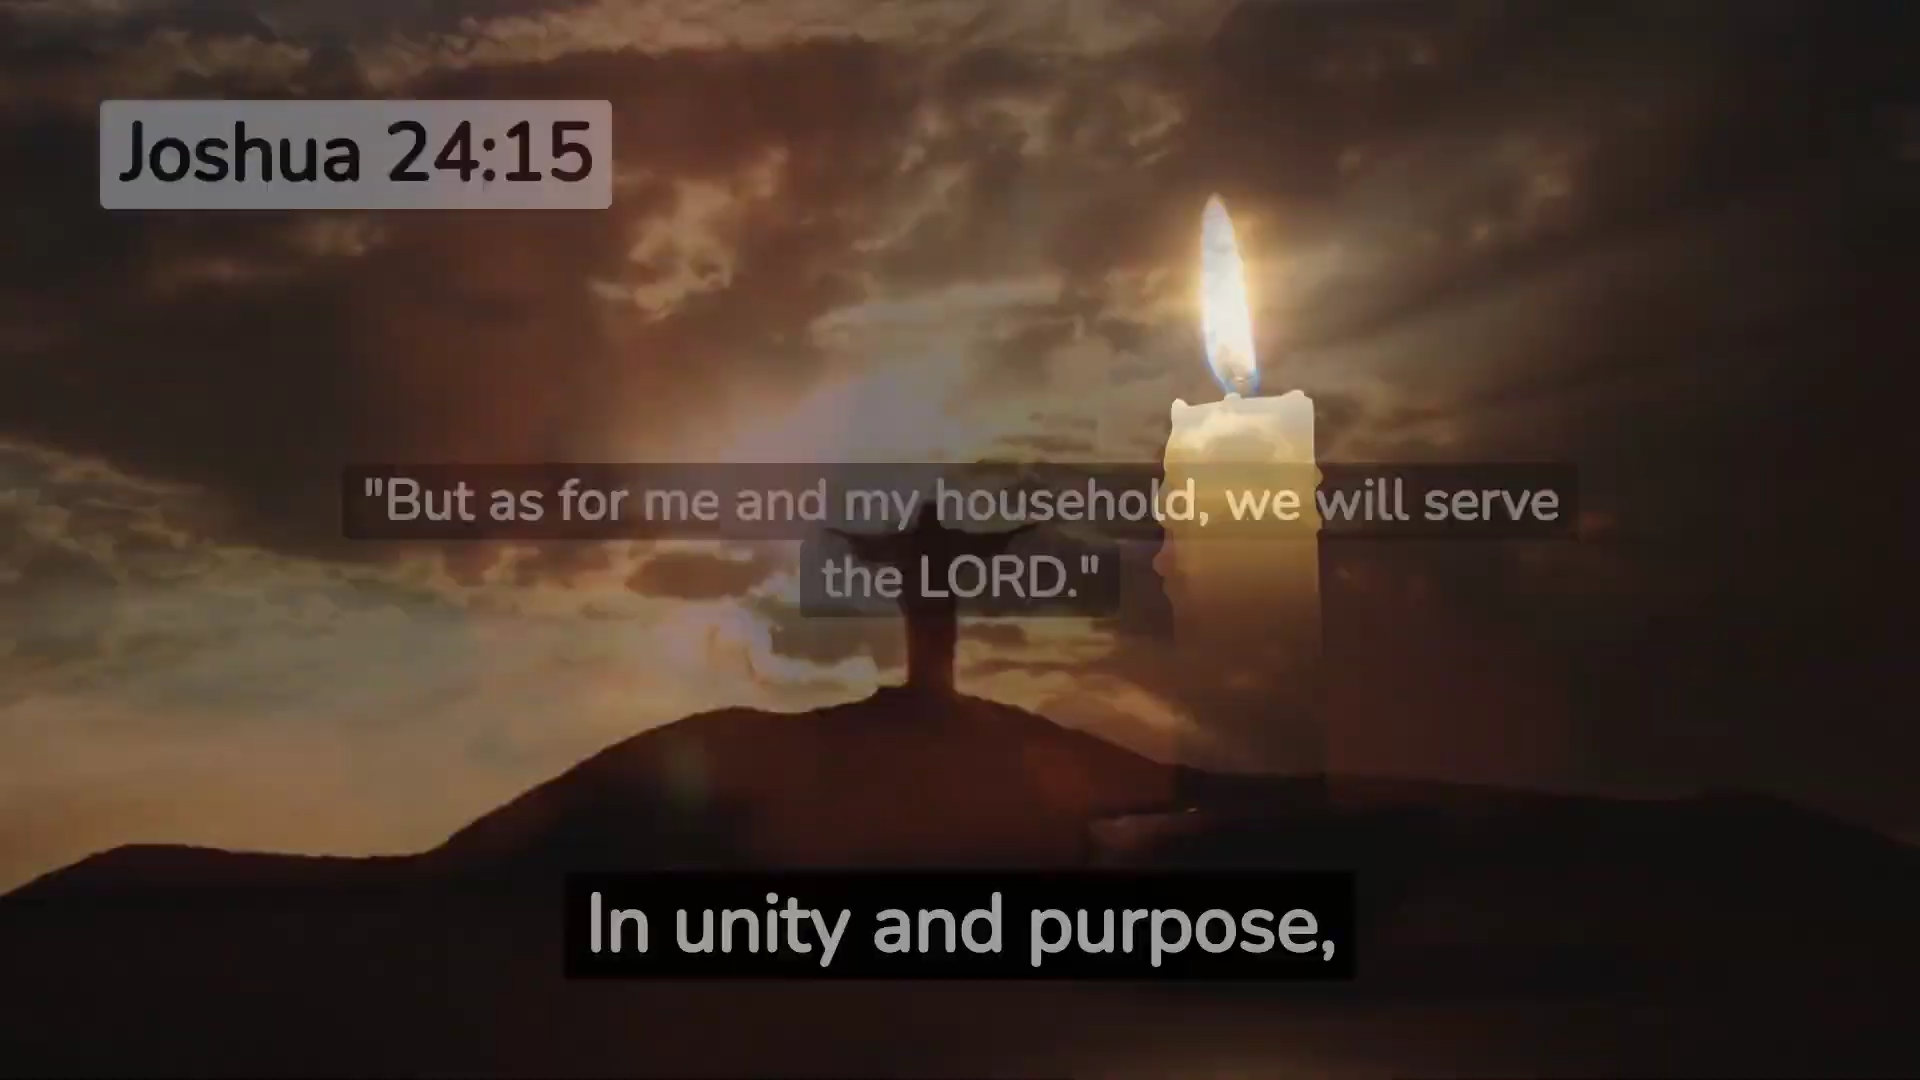 Joshua 24:15
"But as for me and my household, we will serve
the LORD."
In unity and purpose,